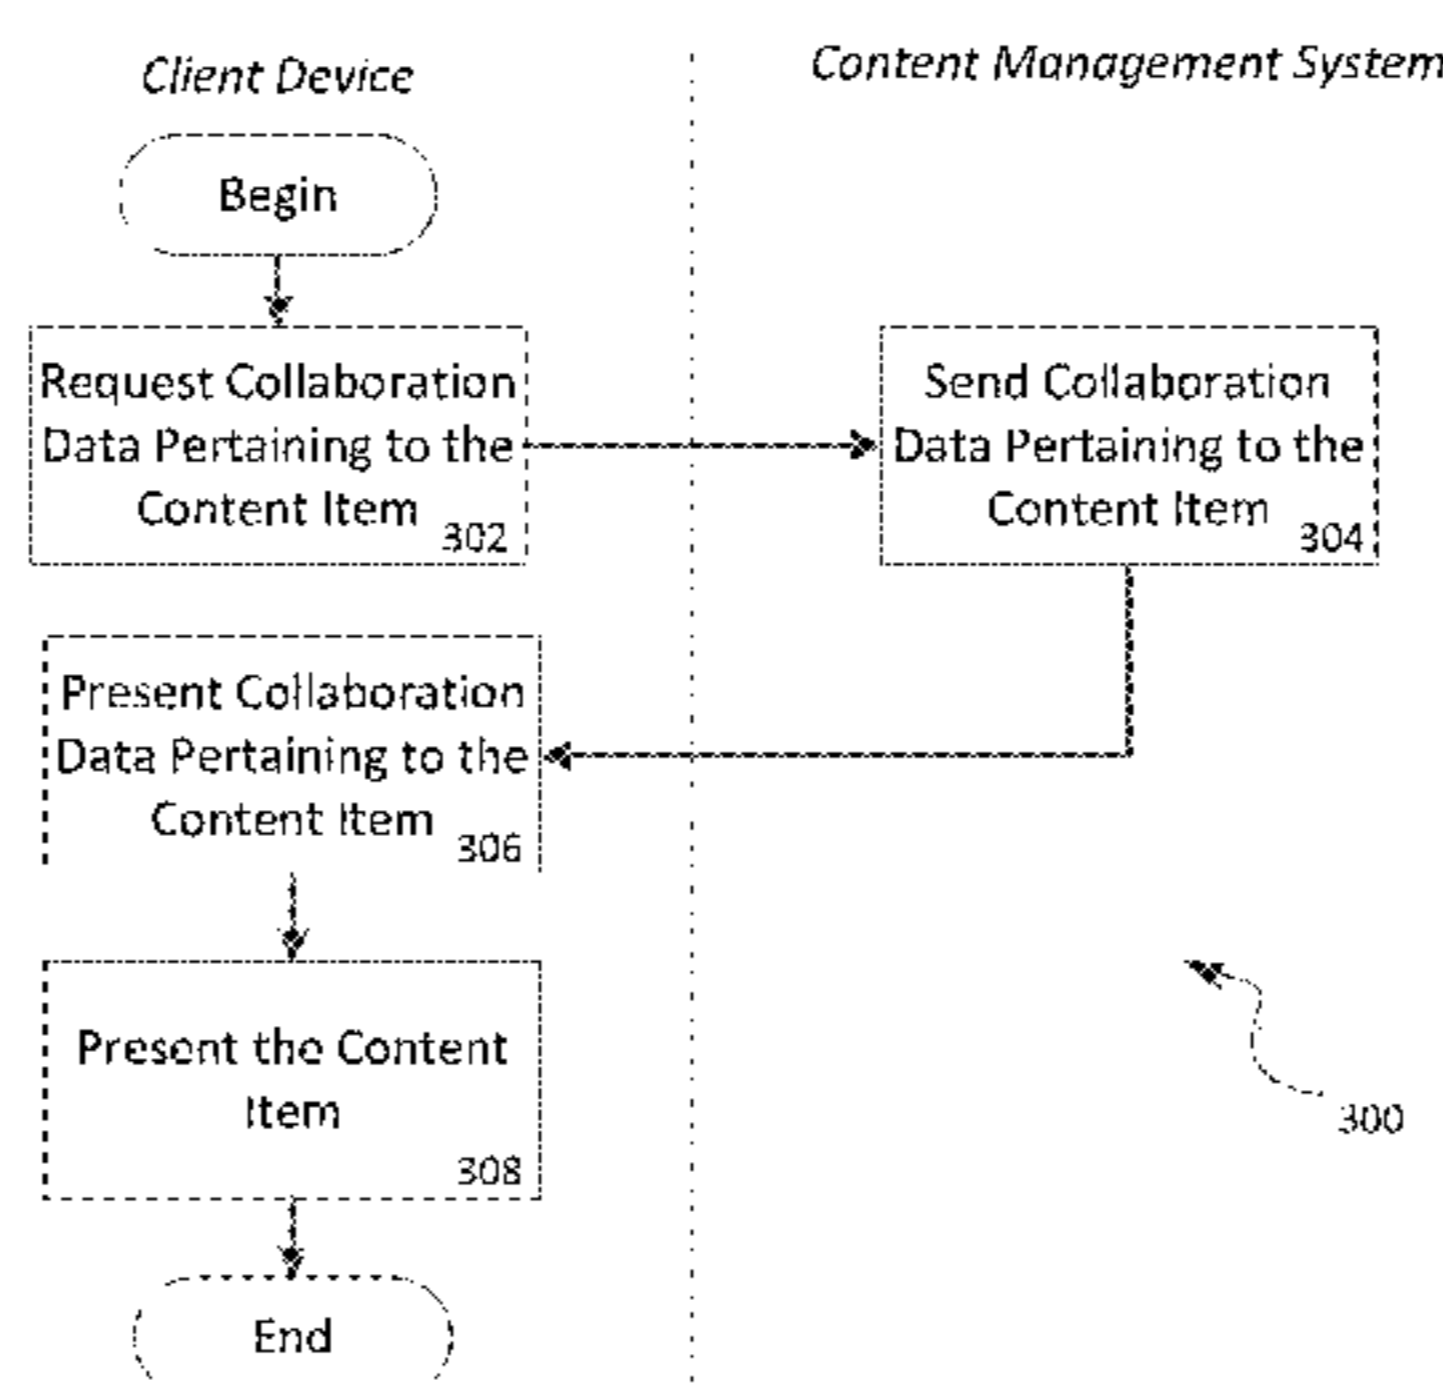 Client Device
Content Management System
Begin
Request Collaboration
Data Pertaining to the
Content Item
302
Send Collaboration
Data Pertaining to the
Content Item
304
Present Collaboration
Data Pertaining to the
Content Item
306
Present the Content
Item
308
300
End